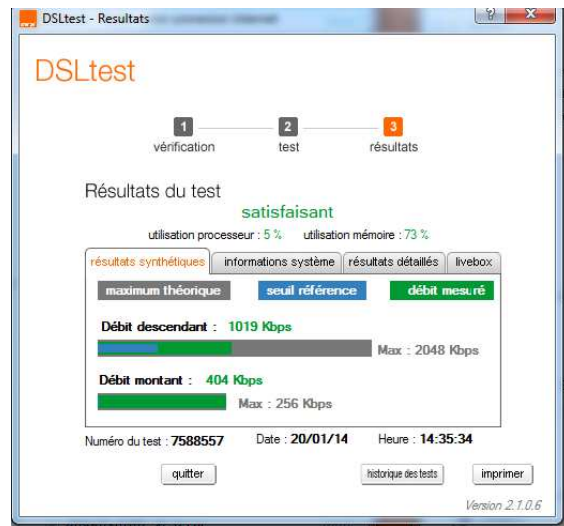 DSLtest - Resultats
DSLtest
1 2 3
vérification test résultats
Résultats du test
satisfaisant
utilisation processeur : 5 % utilisation mémoire : 73 %
résultats synthétiques informations système résultats détaillés livebox
maximum théorique seuil référence débit mesuré
Débit descendant : 1019 Kbps
Max : 2048 Kbps
Débit montant : 404 Kbps
Max : 256 Kbps
Numéro du test : 7588557 Date : 20/01/14 Heure : 14:35:34
quitter historique des tests imprimer
Version 2.1.0.6